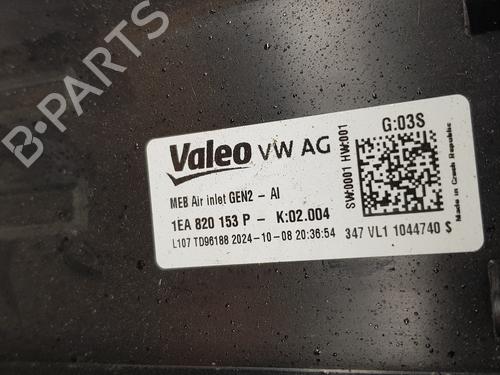 B-PARTS
Valeo VW AG
MEB Air inlet GEN2 - AI
1EA 820 153 P - K:02.004
L107 TD96188 2024-10-08 20:36:54
347 VL1 1044740 $
G:03S
SW:0001 HW:001
Made in Czech Republic